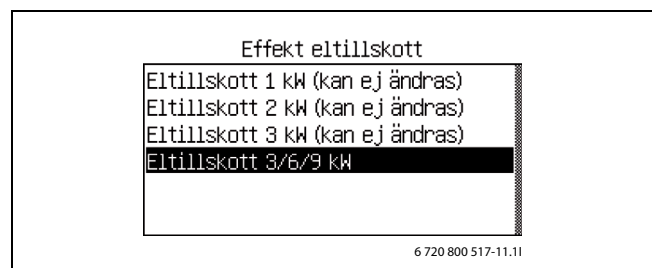 Effekt eltillskott
Eltillskott 1 kW (kan ej ändras)
Eltillskott 2 kW (kan ej ändras)
Eltillskott 3 kW (kan ej ändras)
Eltillskott 3/6/9 kW
6 720 800 517-11.1I